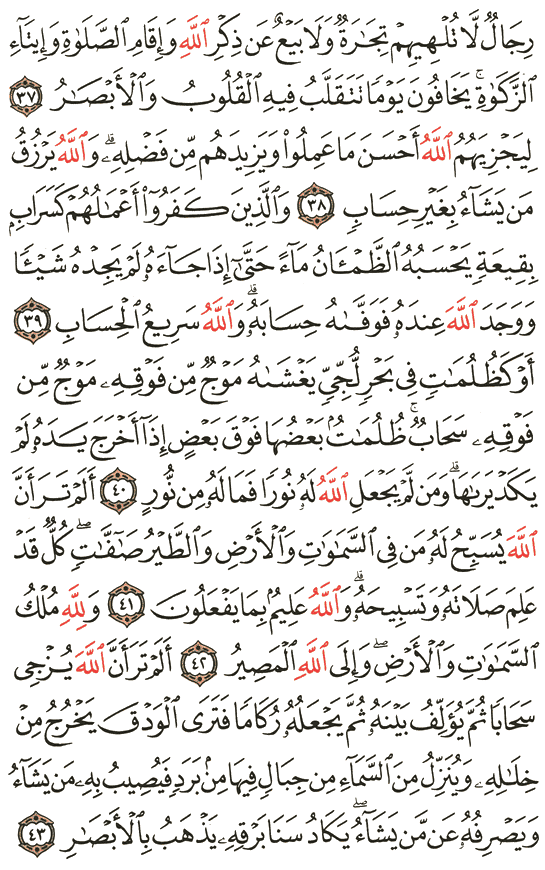 رِجَالٌ لَّا تُلْهِيهِمْ تِجَٰرَةٌ وَلَا بَيْعٌ عَن ذِكْرِ ٱللَّهِ وَإِقَامِ ٱلصَّلَوٰةِ وَإِيتَآءِ
ٱلزَّكَوٰةِ ۙ يَخَافُونَ يَوْمًا تَتَقَلَّبُ فِيهِ ٱلْقُلُوبُ وَٱلْأَبْصَٰرُ ٣٧
لِيَجْزِيَهُمُ ٱللَّهُ أَحْسَنَ مَا عَمِلُوا۟ وَيَزِيدَهُم مِّن فَضْلِهِۦ ۗ وَٱللَّهُ يَرْزُقُ
مَن يَشَآءُ بِغَيْرِ حِسَابٍ ٣٨ وَٱلَّذِينَ كَفَرُوٓا۟ أَعْمَٰلُهُمْ كَسَرَابٍۭ
بِقِيعَةٍ يَحْسَبُهُ ٱلظَّمْـَٔانُ مَآءً حَتَّىٰٓ إِذَا جَآءَهُۥ لَمْ يَجِدْهُ شَيْـًٔا
وَوَجَدَ ٱللَّهَ عِندَهُۥ فَوَفَّىٰهُ حِسَابَهُۥ ۗ وَٱللَّهُ سَرِيعُ ٱلْحِسَابِ ٣٩
أَوْ كَظُلُمَٰتٍ فِى بَحْرٍ لُّجِّىٍّ يَغْشَىٰهُ مَوْجٌ مِّن فَوْقِهِۦ مَوْجٌ مِّن
فَوْقِهِۦ سَحَابٌ ۚ ظُلُمَٰتٌۢ بَعْضُهَا فَوْقَ بَعْضٍ إِذَآ أَخْرَجَ يَدَهُۥ لَمْ
يَكَدْ يَرَىٰهَا ۗ وَمَن لَّمْ يَجْعَلِ ٱللَّهُ لَهُۥ نُورًا فَمَا لَهُۥ مِن نُّورٍ ٤٠ أَلَمْ تَرَ أَنَّ
ٱللَّهَ يُسَبِّحُ لَهُۥ مَن فِى ٱلسَّمَٰوَٰتِ وَٱلْأَرْضِ وَٱلطَّيْرُ صَٰٓفَّٰتٍ ۖ كُلٌّ قَدْ
عَلِمَ صَلَاتَهُۥ وَتَسْبِيحَهُۥ ۗ وَٱللَّهُ عَلِيمٌۢ بِمَا يَفْعَلُونَ ٤١ وَلِلَّهِ مُلْكُ
ٱلسَّمَٰوَٰتِ وَٱلْأَرْضِ ۖ وَإِلَى ٱللَّهِ ٱلْمَصِيرُ ٤٢ أَلَمْ تَرَ أَنَّ ٱللَّهَ يُزْجِى
سَحَابًا ثُمَّ يُؤَلِّفُ بَيْنَهُۥ ثُمَّ يَجْعَلُهُۥ رُكَامًا فَتَرَى ٱلْوَدْقَ يَخْرُجُ مِنْ
خِلَٰلِهِۦ وَيُنَزِّلُ مِنَ ٱلسَّمَآءِ مِن جِبَالٍ فِيهَا مِنۢ بَرَدٍ فَيُصِيبُ بِهِۦ مَن يَشَآءُ
وَيَصْرِفُهُۥ عَن مَّن يَشَآءُ ۖ يَكَادُ سَنَا بَرْقِهِۦ يَذْهَبُ بِٱلْأَبْصَٰرِ ٤٣